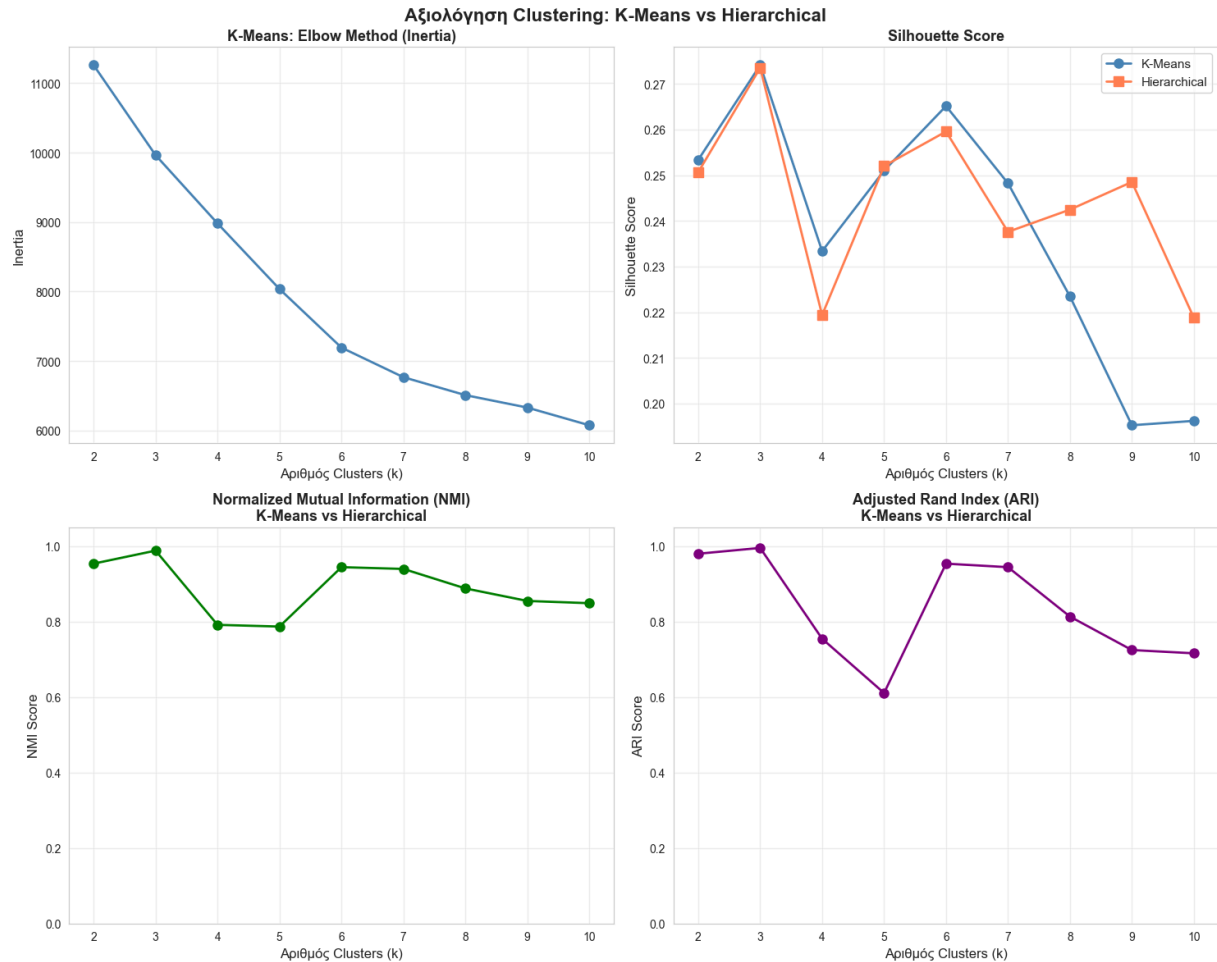 Αξιολόγηση Clustering: K-Means vs Hierarchical
K-Means: Elbow Method (Inertia)
11000
10000
9000
8000
7000
6000
Inertia
2 3 4 5 6 7 8 9 10
Αριθμός Clusters (k)
Silhouette Score
K-Means
Hierarchical
0.27
0.26
0.25
0.24
0.23
0.22
0.21
0.20
Silhouette Score
2 3 4 5 6 7 8 9 10
Αριθμός Clusters (k)
Normalized Mutual Information (NMI)
K-Means vs Hierarchical
1.0
0.8
0.6
0.4
0.2
0.0
NMI Score
2 3 4 5 6 7 8 9 10
Αριθμός Clusters (k)
Adjusted Rand Index (ARI)
K-Means vs Hierarchical
1.0
0.8
0.6
0.4
0.2
0.0
ARI Score
2 3 4 5 6 7 8 9 10
Αριθμός Clusters (k)